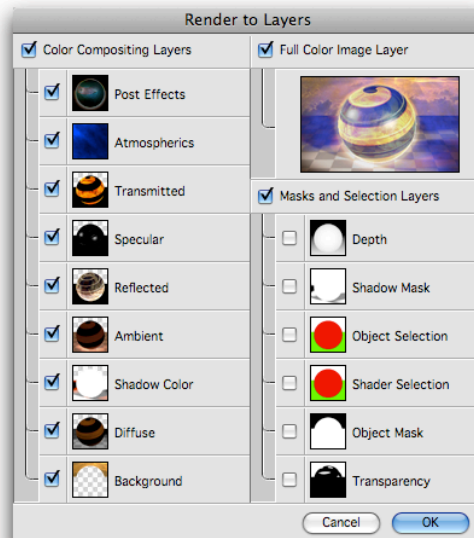 Render to Layers
Color Compositing Layers
Post Effects
Atmospherics
Transmitted
Specular
Reflected
Ambient
Shadow Color
Diffuse
Background
Full Color Image Layer
Masks and Selection Layers
Depth
Shadow Mask
Object Selection
Shader Selection
Object Mask
Transparency
Cancel
OK